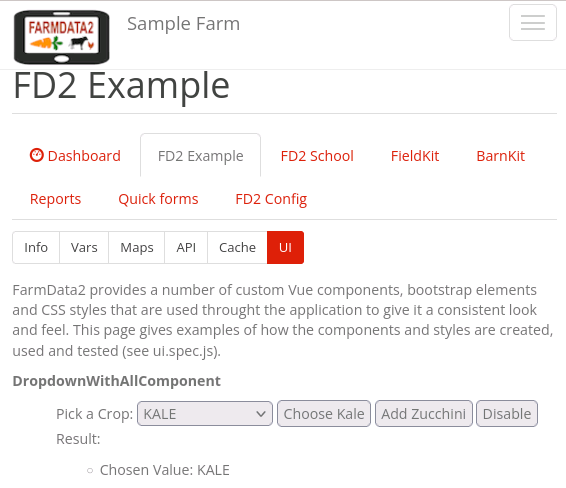 FARMDATA2
Sample Farm
FD2 Example
Dashboard FD2 Example FD2 School FieldKit BarnKit
Reports Quick forms FD2 Config
Info Vars Maps API Cache UI
FarmData2 provides a number of custom Vue components, bootstrap elements
and CSS styles that are used throught the application to give it a consistent look
and feel. This page gives examples of how the components and styles are created,
used and tested (see ui.spec.js).
DropdownWithAllComponent
Pick a Crop: KALE Choose Kale Add Zucchini Disable
Result:
Chosen Value: KALE